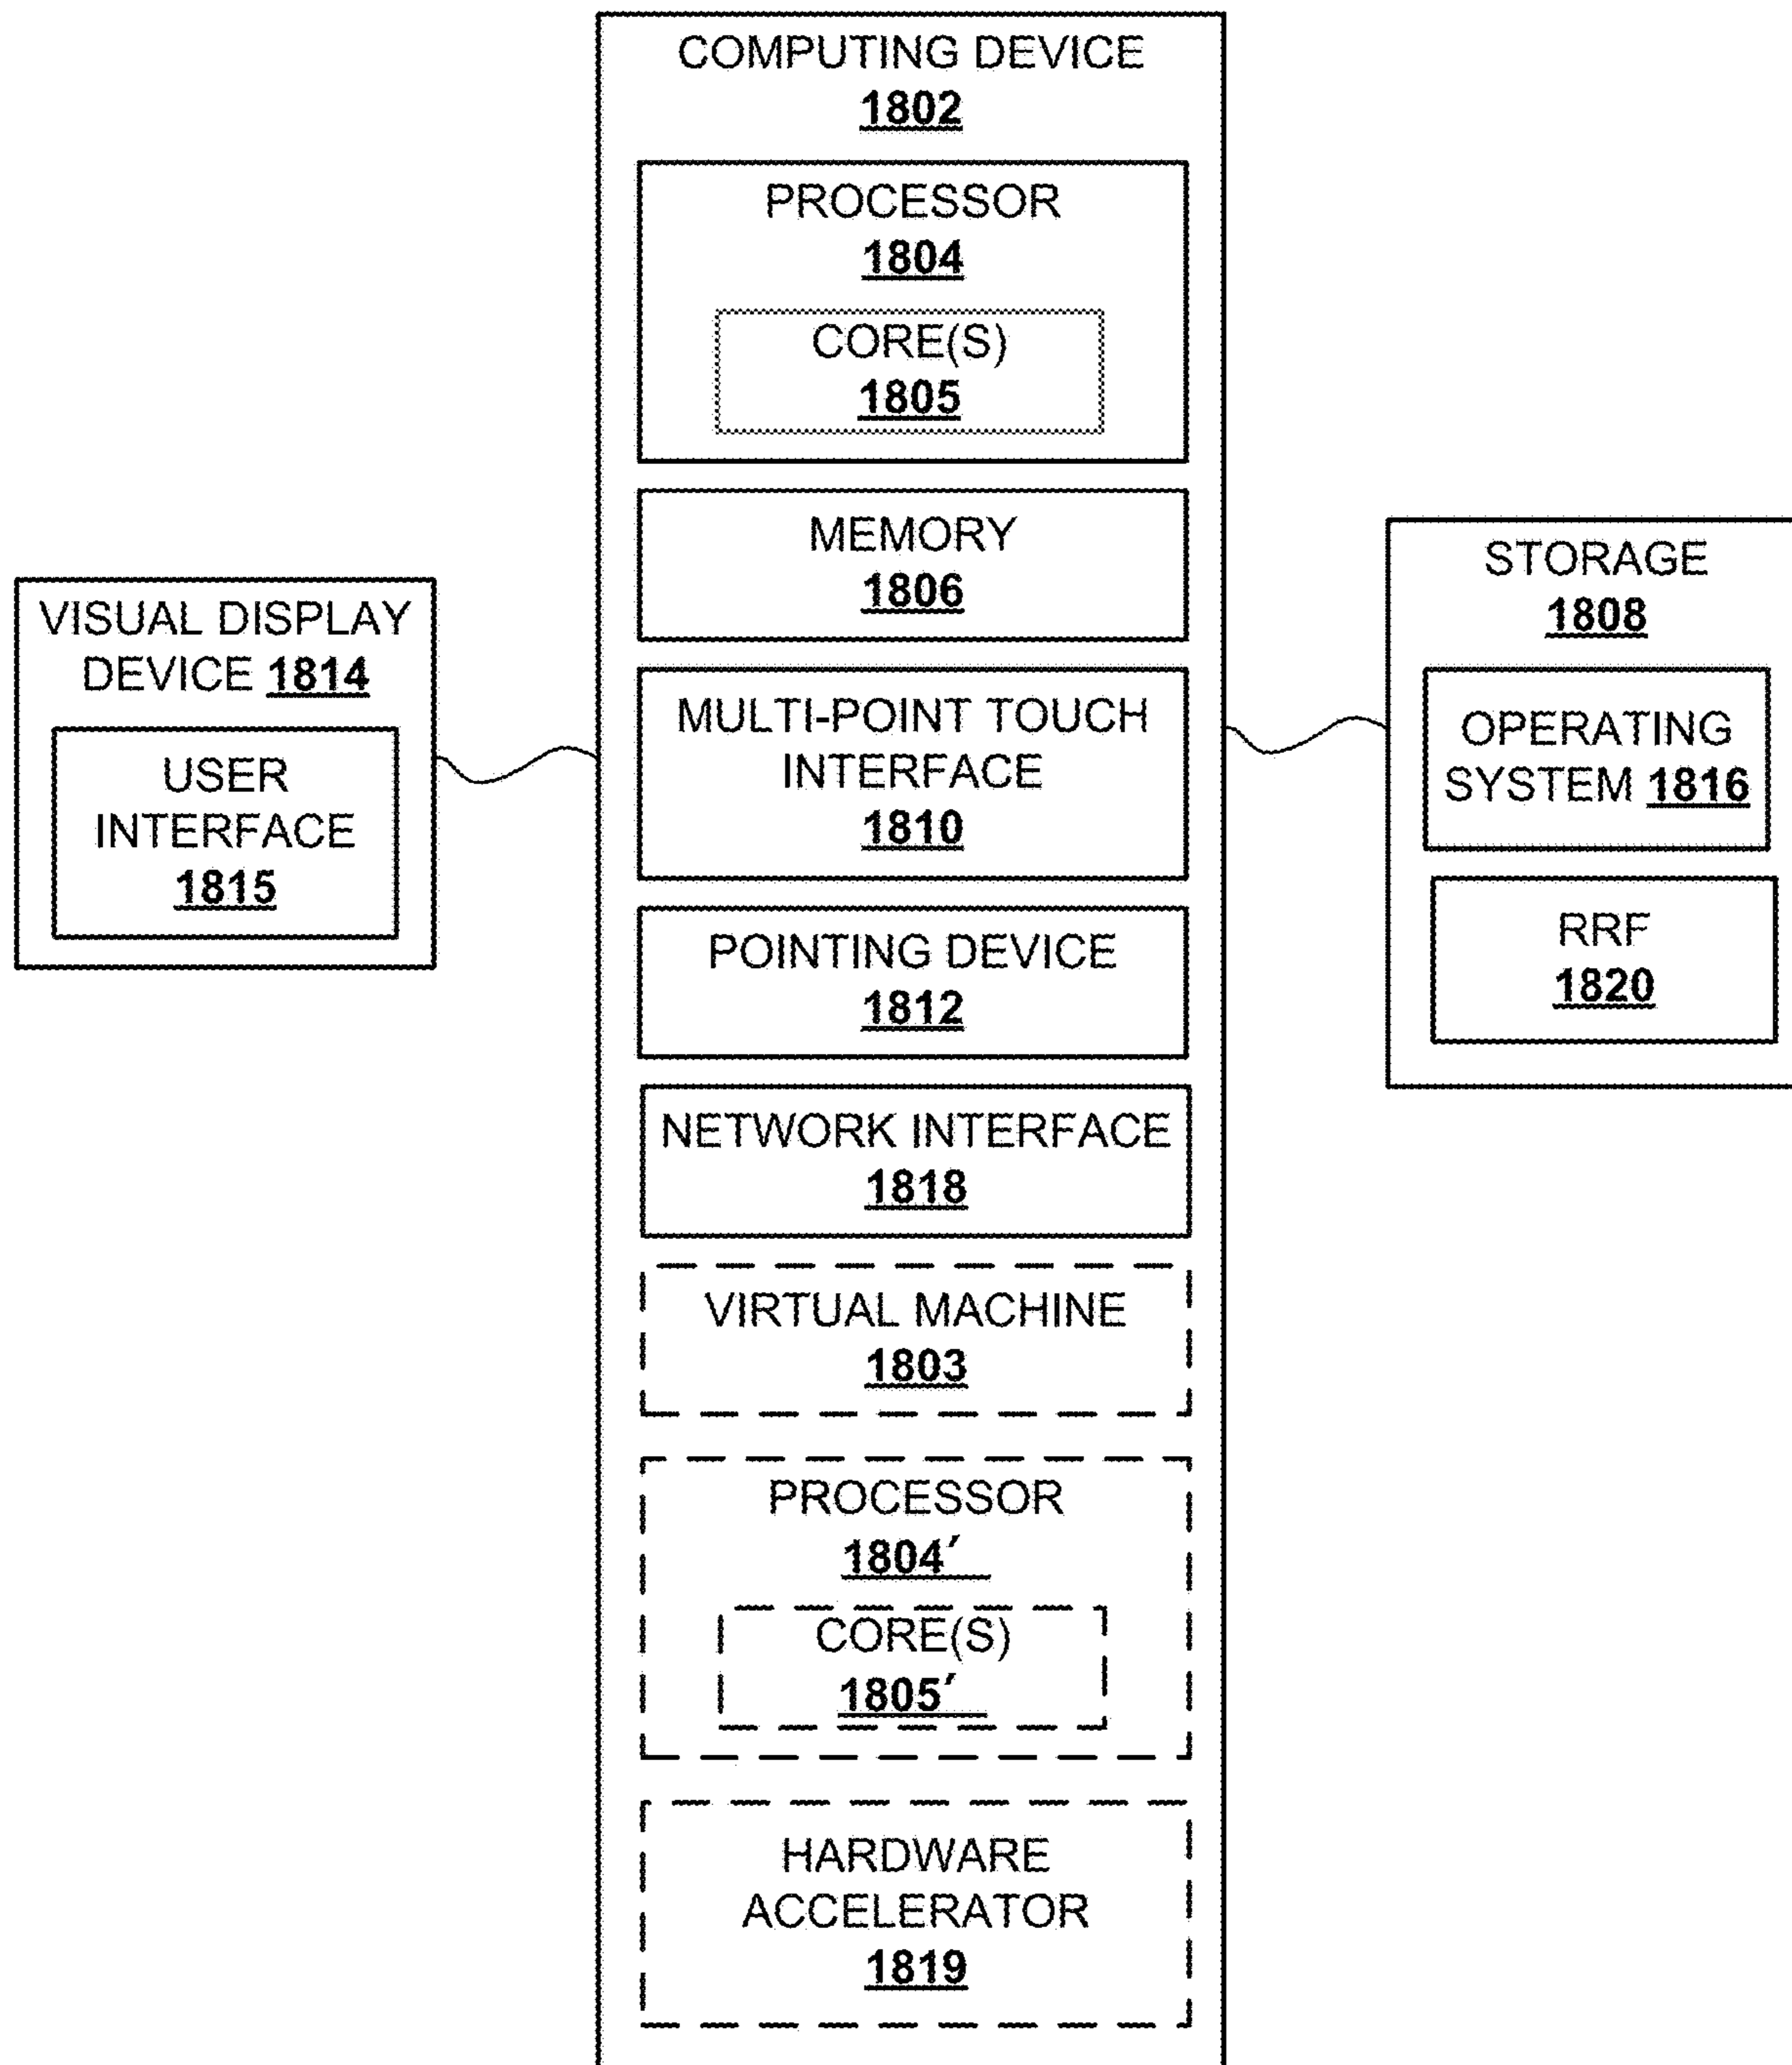 COMPUTING DEVICE
1802
PROCESSOR
1804
CORE(S)
1805
MEMORY
1806
MULTI-POINT TOUCH
INTERFACE
1810
POINTING DEVICE
1812
NETWORK INTERFACE
1818
VIRTUAL MACHINE
1803
PROCESSOR
1804′
CORE(S)
1805′
HARDWARE
ACCELERATOR
1819
VISUAL DISPLAY
DEVICE 1814
USER
INTERFACE
1815
STORAGE
1808
OPERATING
SYSTEM 1816
RRF
1820